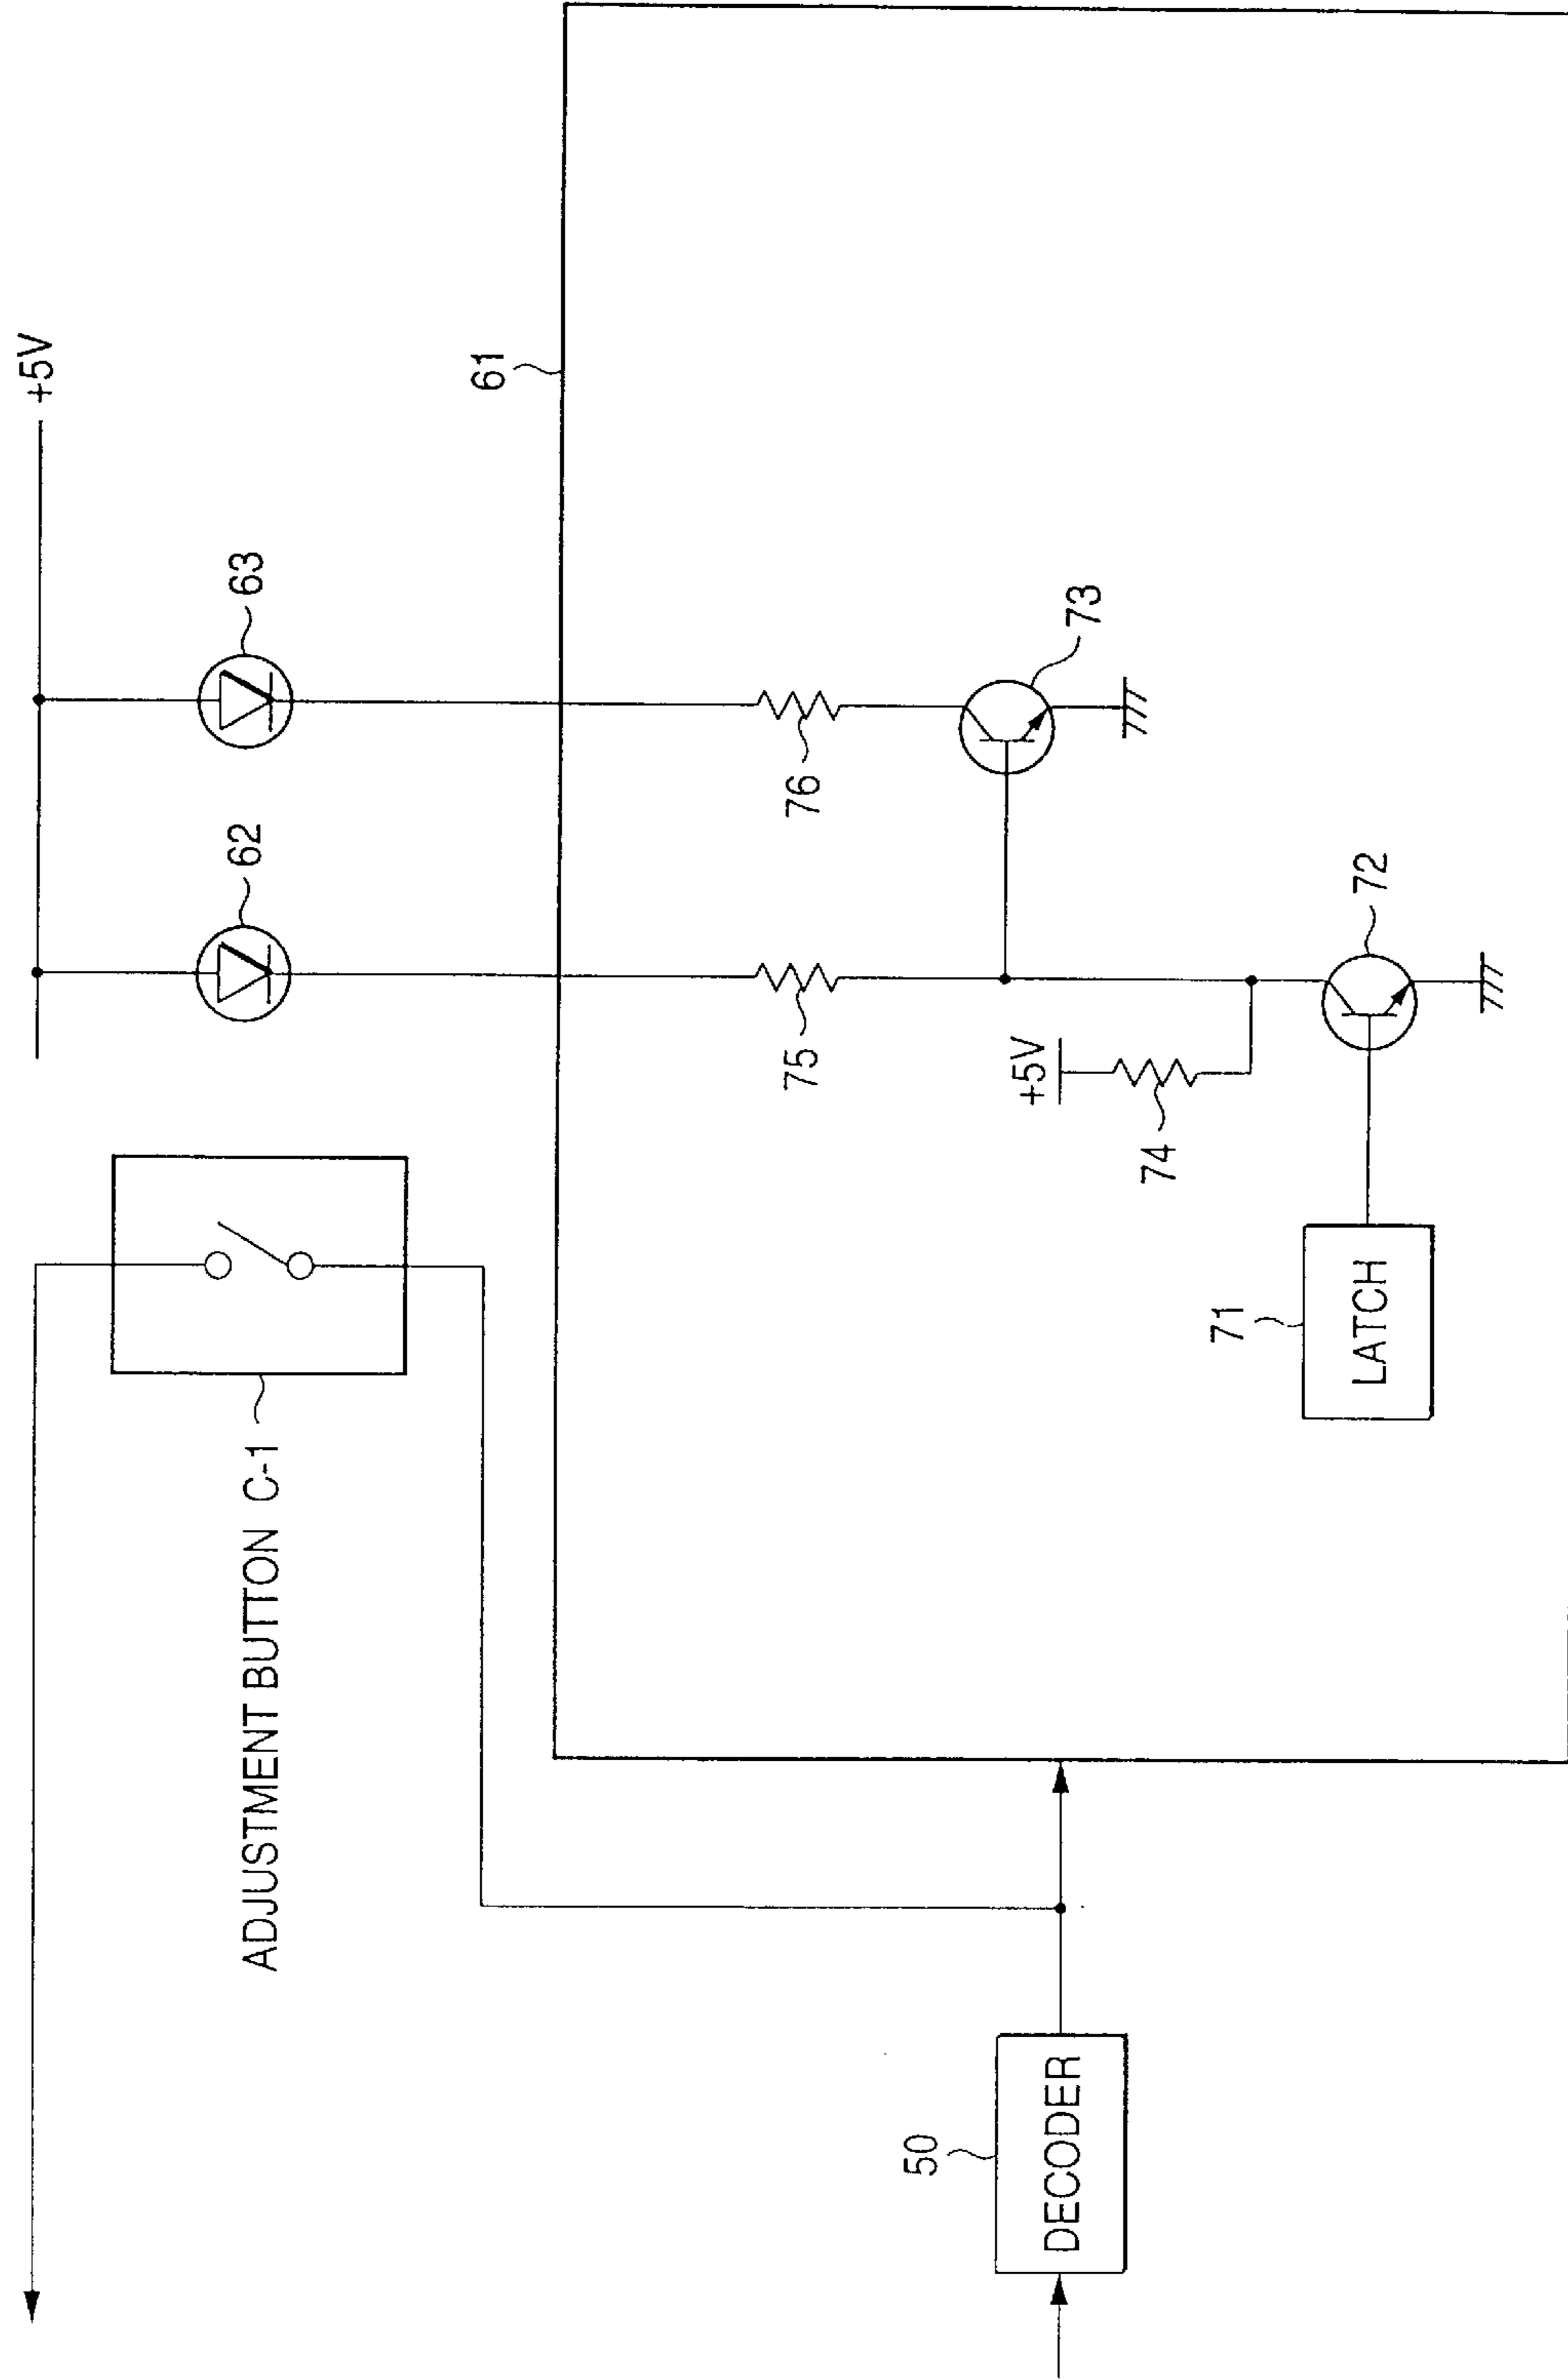 +5V
62
63
ADJUSTMENT BUTTON C-1
61
75
76
50
DECODER
+5V
73
74
71
LATCH
72